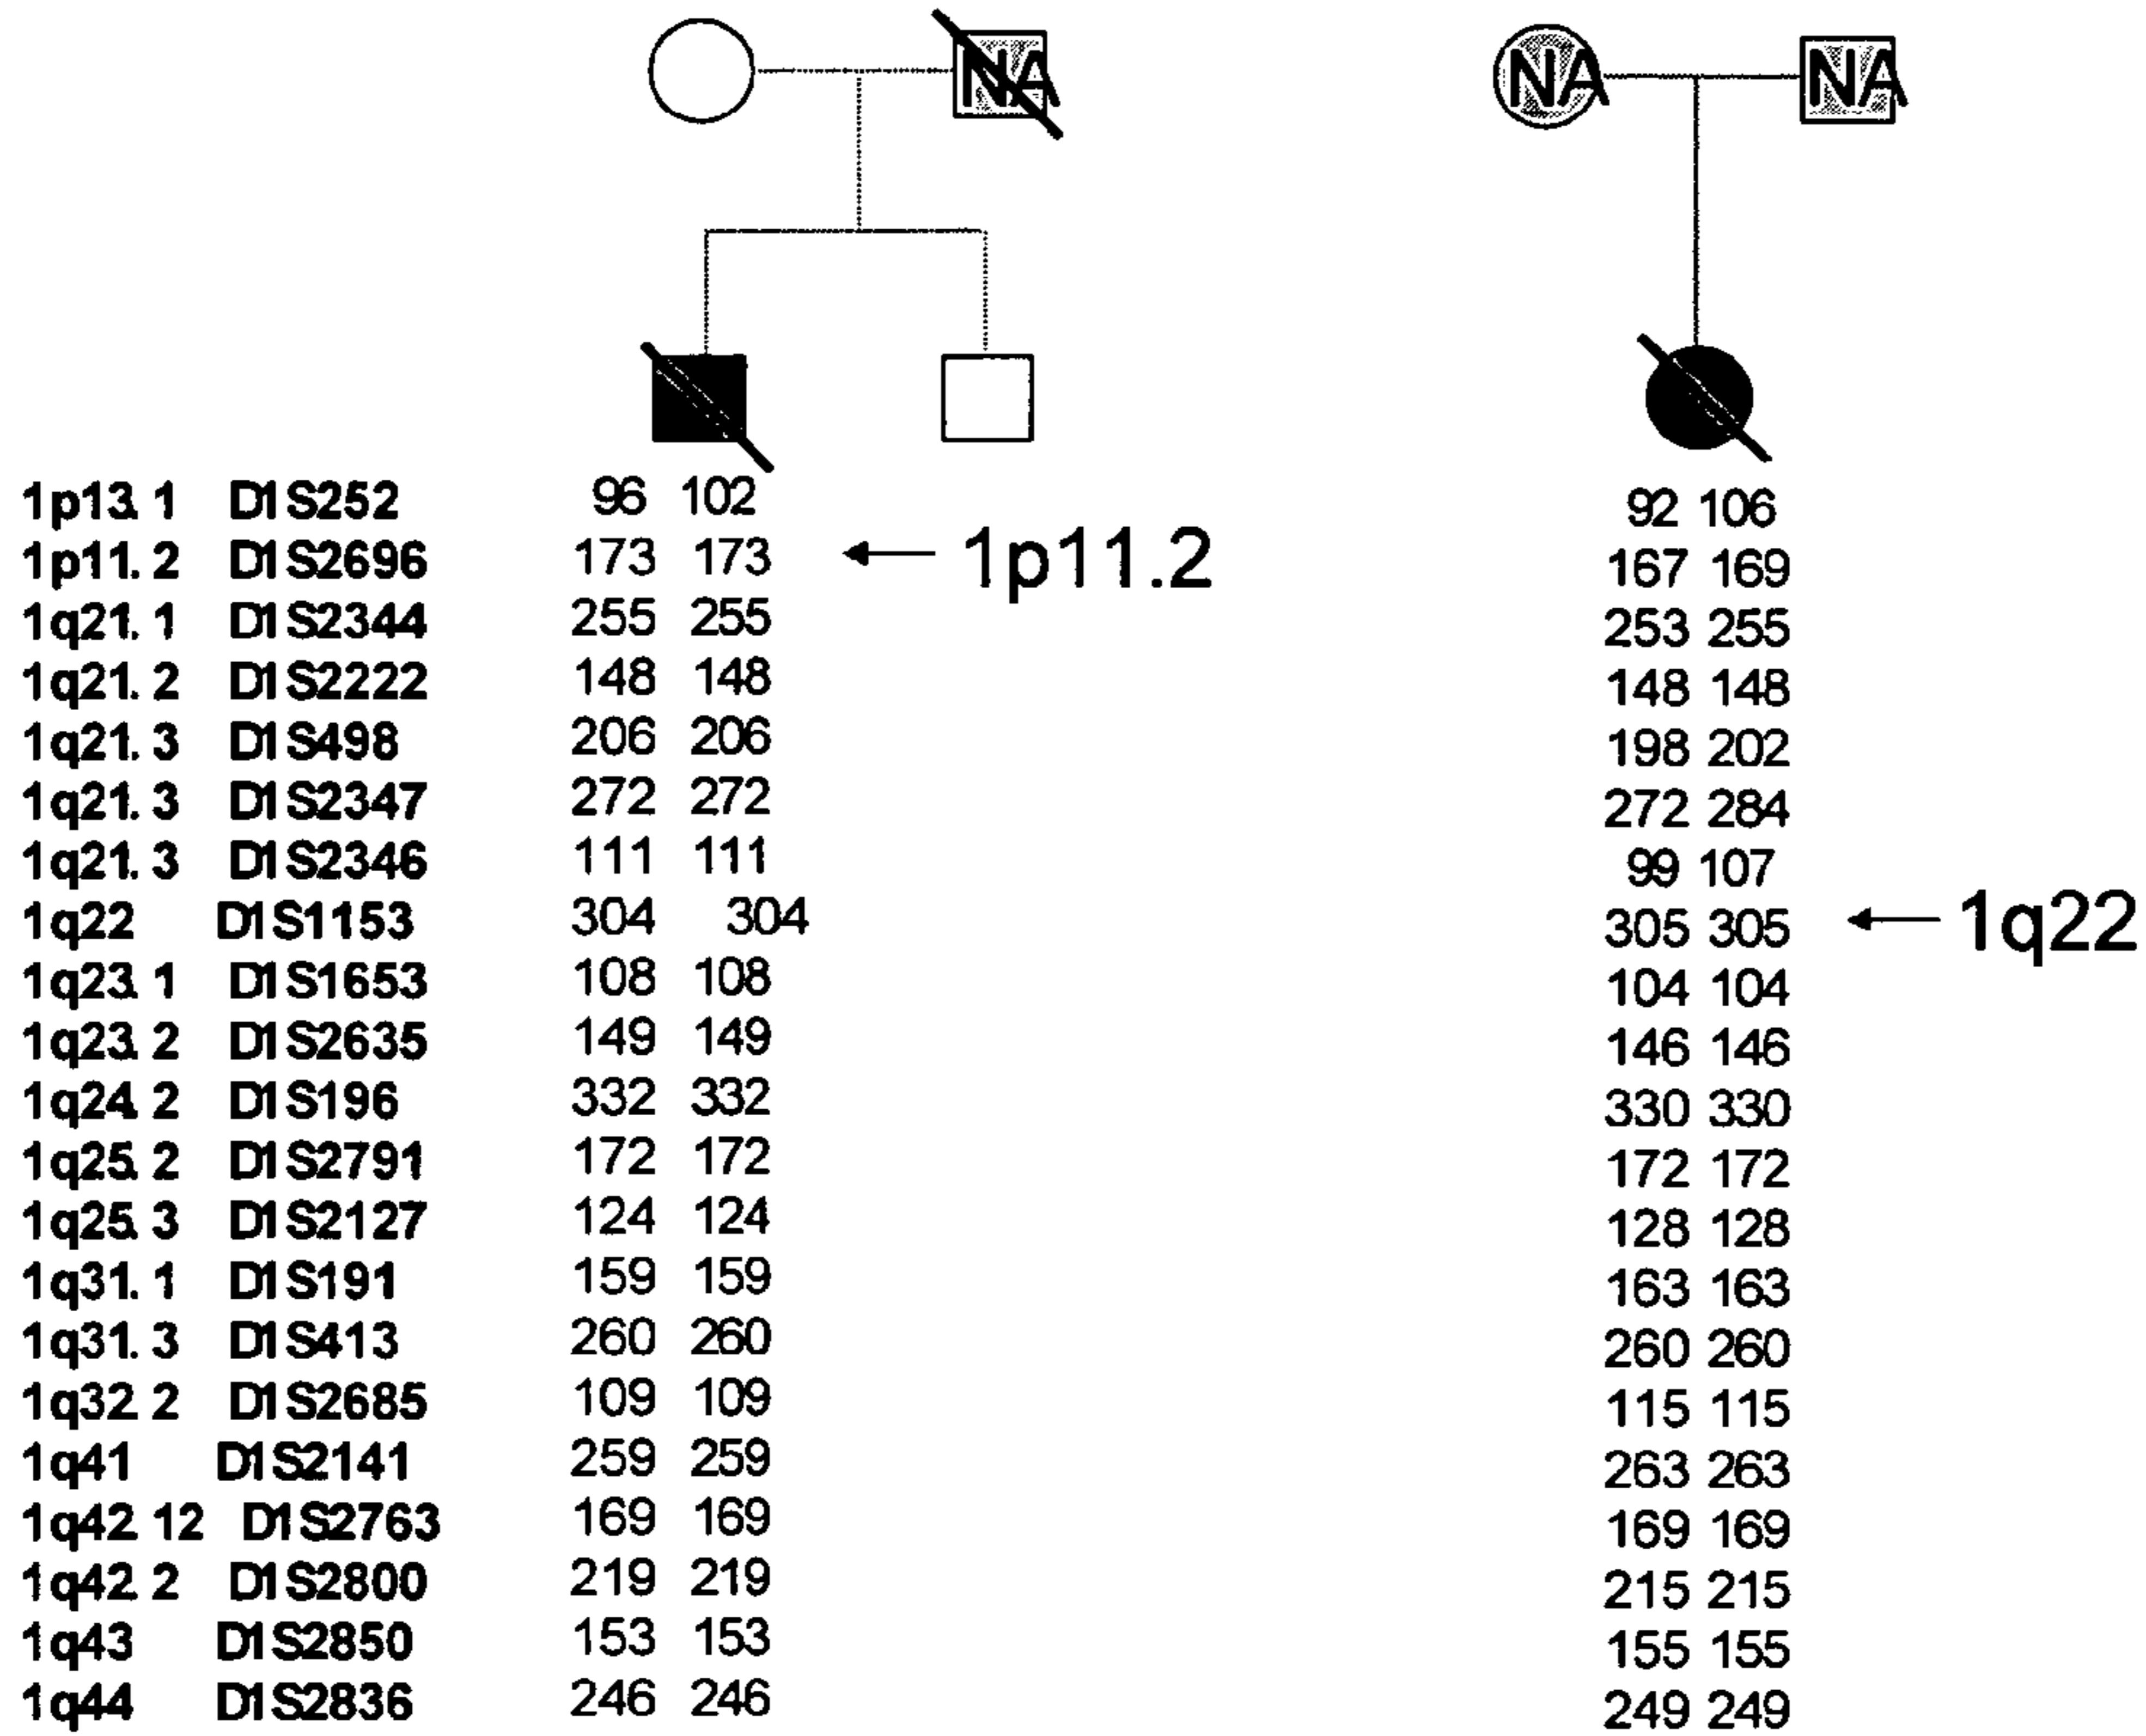 NA NA NA
1p13.1 D1S252 96 102 92 106
1p11.2 D1S2696 173 173 ← 1p11.2 167 169
1q21.1 D1S2344 255 255 253 255
1q21.2 D1S2222 148 148 148 148
1q21.3 D1S498 206 206 198 202
1q21.3 D1S2347 272 272 272 284
1q21.3 D1S2346 111 111 99 107
1q22 D1S1153 304 304 305 305 ← 1q22
1q23.1 D1S1653 108 108 104 104
1q23.2 D1S2635 149 149 146 146
1q24.2 D1S196 332 332 330 330
1q25.2 D1S2791 172 172 172 172
1q25.3 D1S2127 124 124 128 128
1q31.1 D1S191 159 159 163 163
1q31.3 D1S413 260 260 260 260
1q32.2 D1S2685 109 109 115 115
1q41 D1S2141 259 259 263 263
1q42.12 D1S2763 169 169 169 169
1q42.2 D1S2800 219 219 215 215
1q43 D1S2850 153 153 155 155
1q44 D1S2836 246 246 249 249